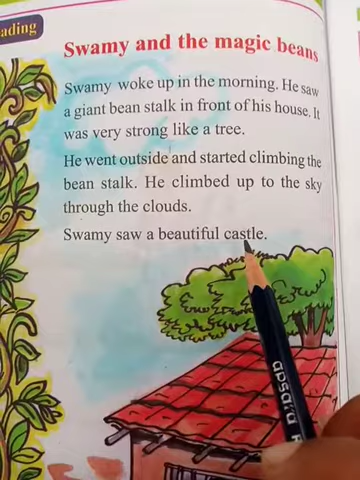 ading
Swamy and the magic beans
Swamy woke up in the morning. He saw
a giant bean stalk in front of his house. It
was very strong like a tree.
He went outside and started climbing the
bean stalk. He climbed up to the sky
through the clouds.
Swamy saw a beautiful castle.
apsara